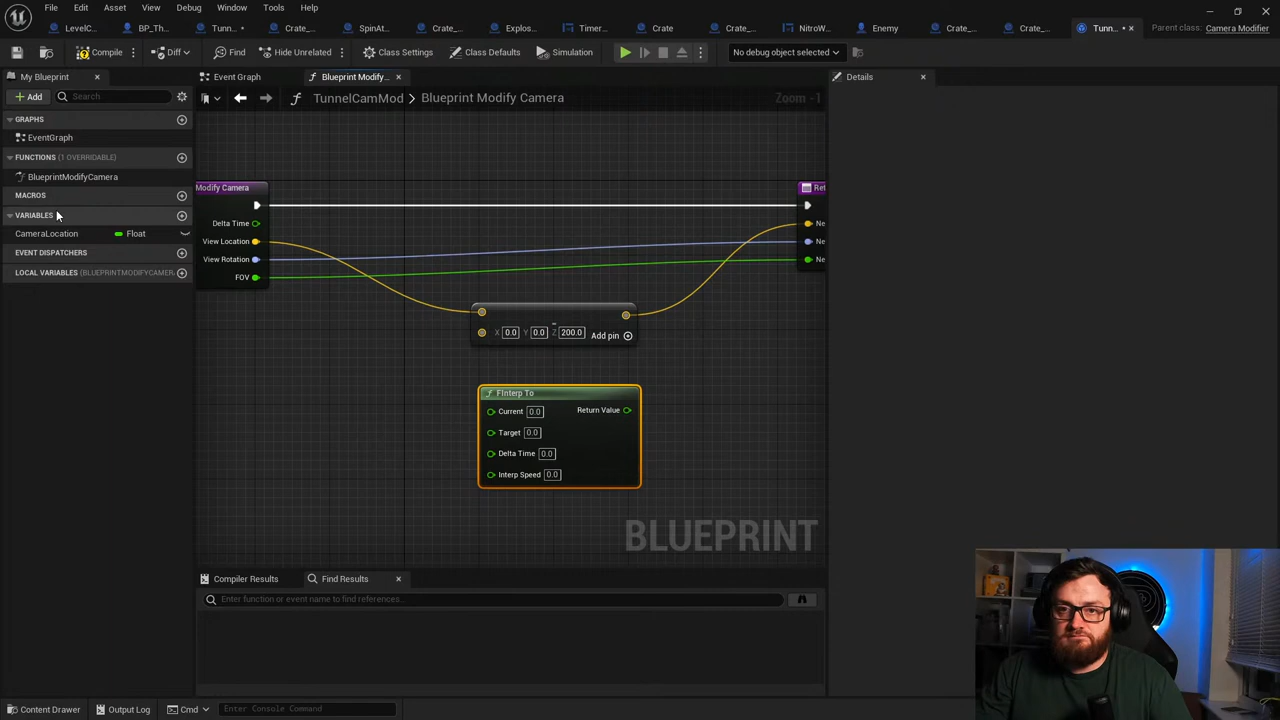 File Edit Asset View Debug Window Tools Help
LevelC... BP_Th... Tunn... Crate_... SpinAt... Crate_... Explos... Timer... Crate Crate_... NitroW... Enemy Crate_... Crate_... Tunn... Parent class: Camera Modifier
Compile Diff Find Hide Unrelated Class Settings Class Defaults Simulation No debug object selected
My Blueprint Event Graph Blueprint Modify... Details
Add Search TunnelCamMod > Blueprint Modify Camera Zoom -1
GRAPHS
EventGraph
FUNCTIONS (1 OVERRIDABLE)
BlueprintModifyCamera
MACROS
VARIABLES
CameraLocation Float
EVENT DISPATCHERS
LOCAL VARIABLES (BLUEPRINTMODIFYCAMER
Modify Camera
Delta Time
View Location
View Rotation
FOV
Ret
Ne
Ne
Ne
X 0.0 Y 0.0 Z 200.0 Add pin
FInterp To
Current 0.0 Return Value
Target 0.0
Delta Time 0.0
Interp Speed 0.0
BLUEPRINT
Compiler Results Find Results
Enter function or event name to find references...
Content Drawer Output Log Cmd Enter Console Command